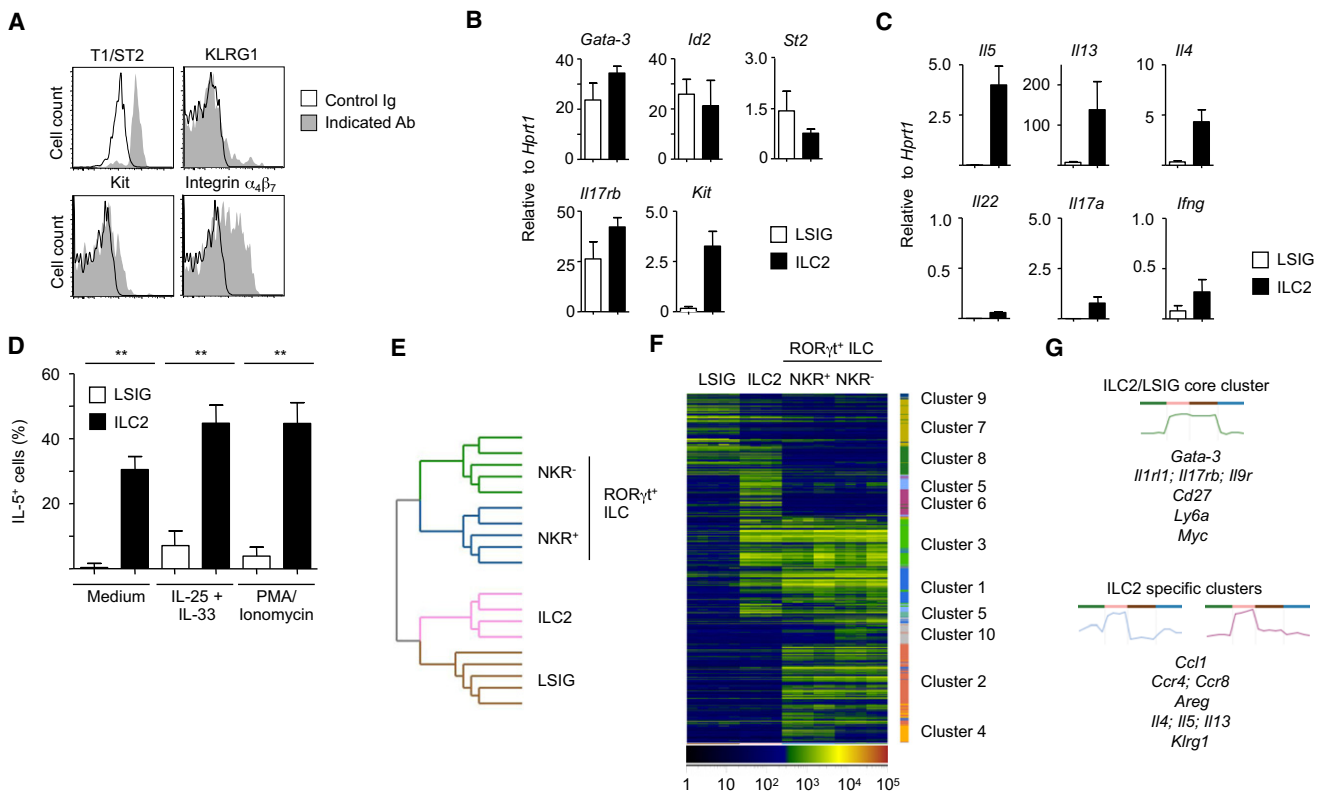 A
T1/ST2
KLRG1
Cell count
Control Ig
Indicated Ab
Kit
Integrin α4β7
Cell count
B
Gata-3
Id2
St2
Relative to Hprt1
40
20
0
40
20
0
3.0
1.5
0
Il17rb
Kit
50
25
0
5.0
2.5
0
LSIG
ILC2
C
Il5
Il13
Il4
Relative to Hprt1
5.0
2.5
200
100
10
5
Il22
Il17a
Ifng
1.0
0.5
5.0
2.5
1.0
0.5
LSIG
ILC2
D
** ** **
IL-5+ cells (%)
60
40
20
LSIG
ILC2
Medium
IL-25 +
IL-33
PMA/
Ionomycin
E
NKR-
NKR+
RORγt+
ILC
ILC2
LSIG
F
RORγt+ ILC
LSIG ILC2 NKR+ NKR-
Cluster 9
Cluster 7
Cluster 8
Cluster 5
Cluster 6
Cluster 3
Cluster 1
Cluster 5
Cluster 10
Cluster 2
Cluster 4
1 10 10² 10³ 10⁴ 10⁵
G
ILC2/LSIG core cluster
Gata-3
Il1rl1; Il17rb; Il9r
Cd27
Ly6a
Myc
ILC2 specific clusters
Ccl1
Ccr4; Ccr8
Areg
Il4; Il5; Il13
Klrg1